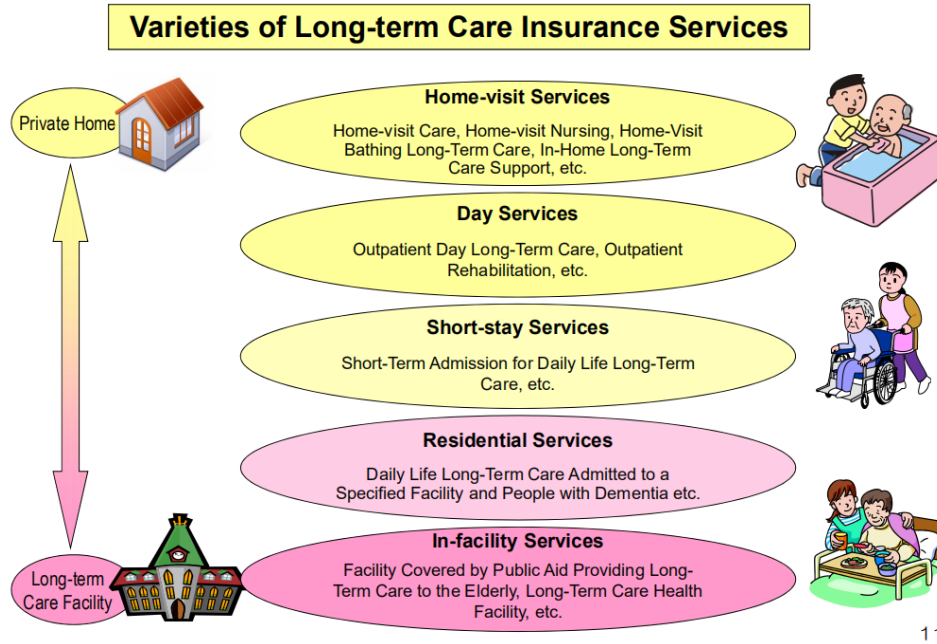 Varieties of Long-term Care Insurance Services
Private Home
Home-visit Services
Home-visit Care, Home-visit Nursing, Home-Visit
Bathing Long-Term Care, In-Home Long-Term
Care Support, etc.
Day Services
Outpatient Day Long-Term Care, Outpatient
Rehabilitation, etc.
Short-stay Services
Short-Term Admission for Daily Life Long-Term
Care, etc.
Residential Services
Daily Life Long-Term Care Admitted to a
Specified Facility and People with Dementia etc.
In-facility Services
Facility Covered by Public Aid Providing Long-
Term Care to the Elderly, Long-Term Care Health
Facility, etc.
Long-term
Care Facility